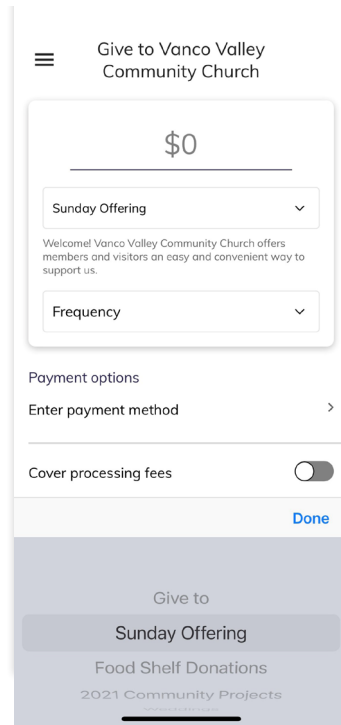 Give to Vanco Valley
Community Church
$0
Sunday Offering
Welcome! Vanco Valley Community Church offers
members and visitors an easy and convenient way to
support us.
Frequency
Payment options
Enter payment method
Cover processing fees
Done
Give to
Sunday Offering
Food Shelf Donations
2021 Community Projects